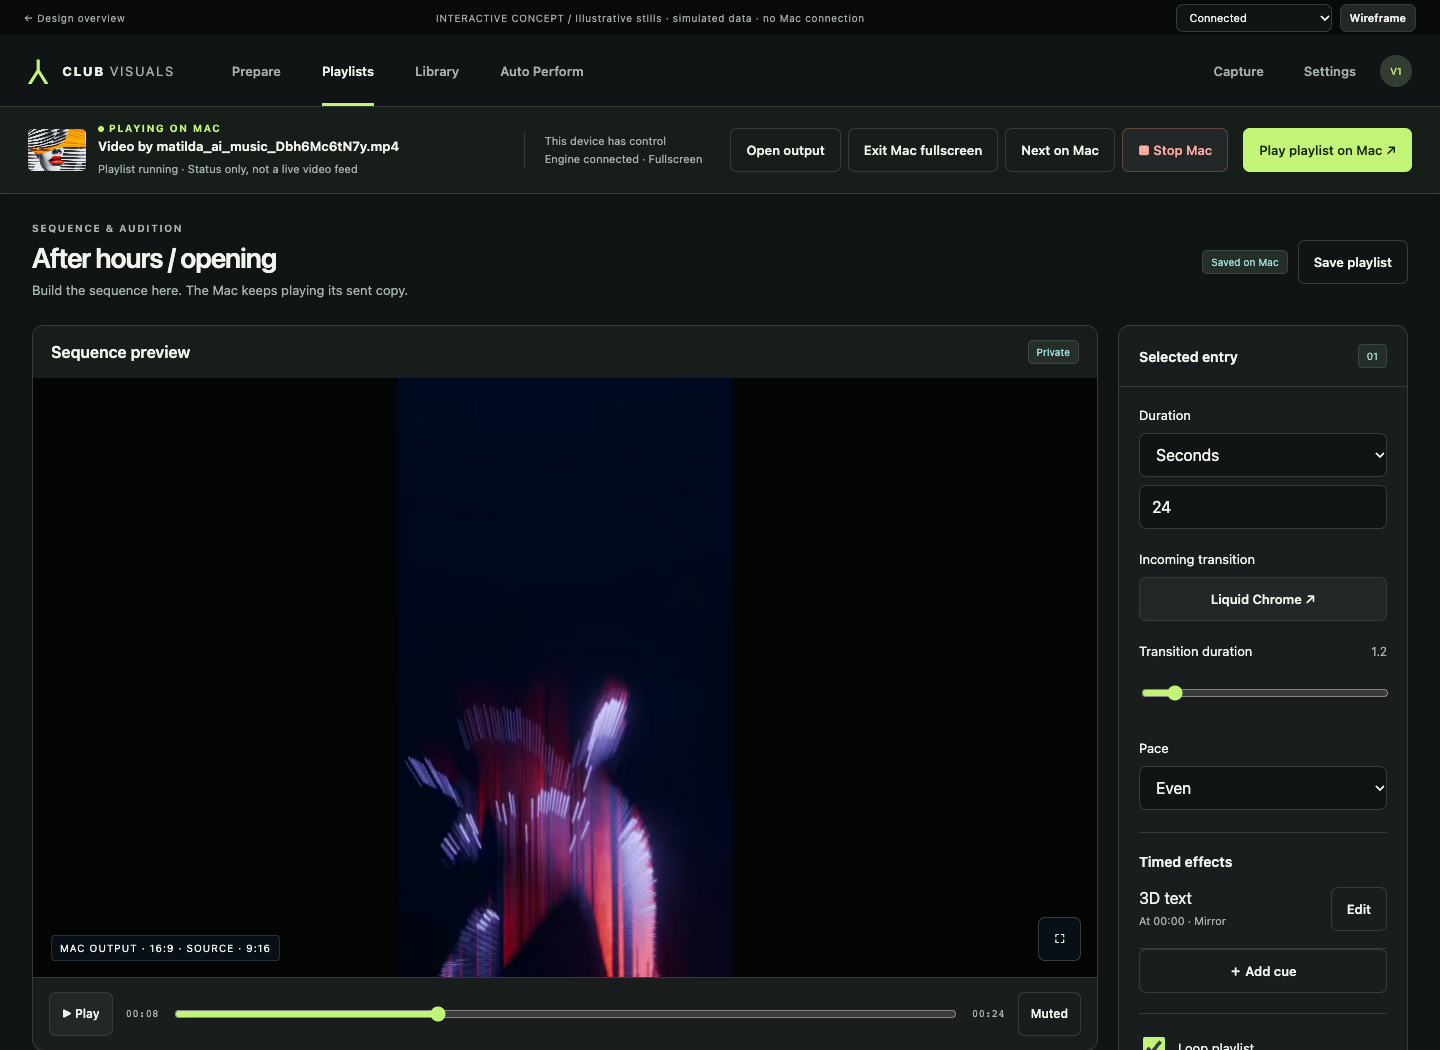 ← Design overview
INTERACTIVE CONCEPT / Illustrative stills · simulated data · no Mac connection
Connected
Wireframe
CLUB VISUALS
Prepare
Playlists
Library
Auto Perform
Capture
Settings
V1
PLAYING ON MAC
Video by matilda_ai_music_Dbh6Mc6tN7y.mp4
Playlist running · Status only, not a live video feed
This device has control
Engine connected · Fullscreen
Open output
Exit Mac fullscreen
Next on Mac
Stop Mac
Play playlist on Mac ↗
SEQUENCE & AUDITION
After hours / opening
Build the sequence here. The Mac keeps playing its sent copy.
Saved on Mac
Save playlist
Sequence preview
Private
MAC OUTPUT · 16:9 · SOURCE · 9:16
▶ Play
00:08
00:24
Muted
Selected entry
01
Duration
Seconds
24
Incoming transition
Liquid Chrome ↗
Transition duration
1.2
Pace
Even
Timed effects
3D text
At 00:00 · Mirror
Edit
+ Add cue
Loop playlist